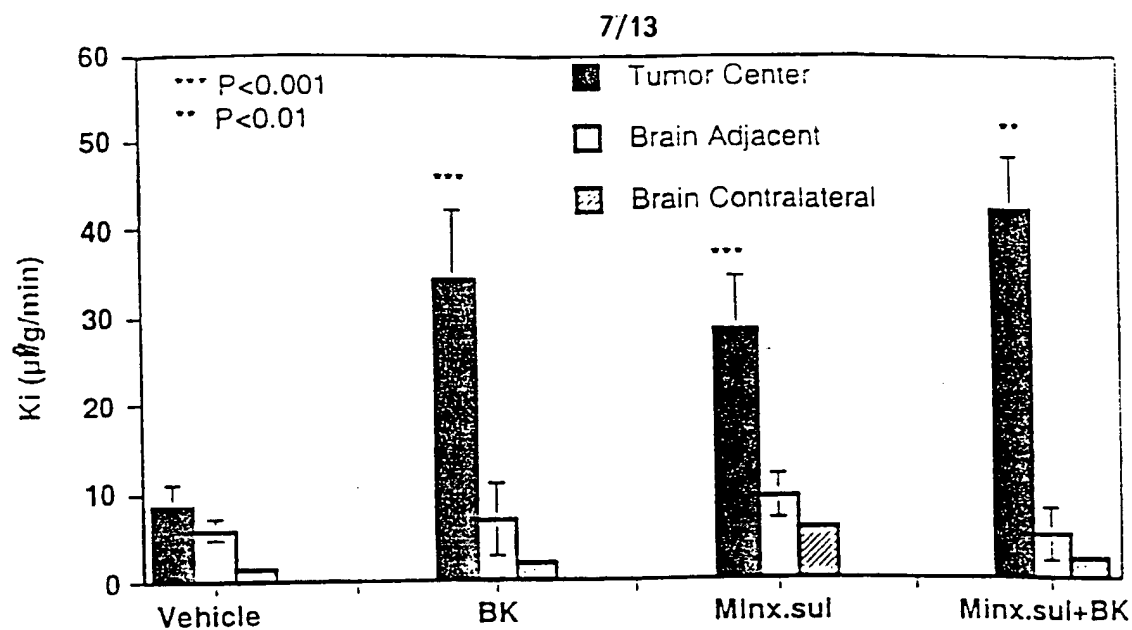 7/13
60
50
40
30
20
10
0
Ki (µl/g/min)
*** P<0.001
** P<0.01
Tumor Center
Brain Adjacent
Brain Contralateral
***
***
**
Vehicle
BK
Minx.sul
Minx.sul+BK